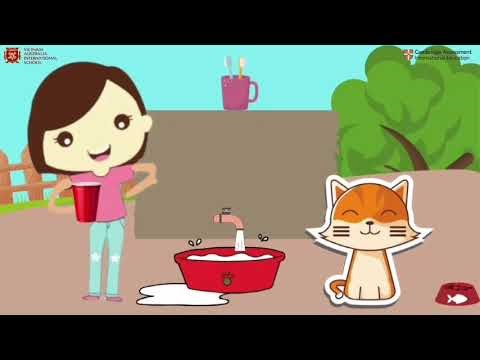 VIETNAM
AUSTRALIA
INTERNATIONAL
SCHOOL
Cambridge Assessment
International Education